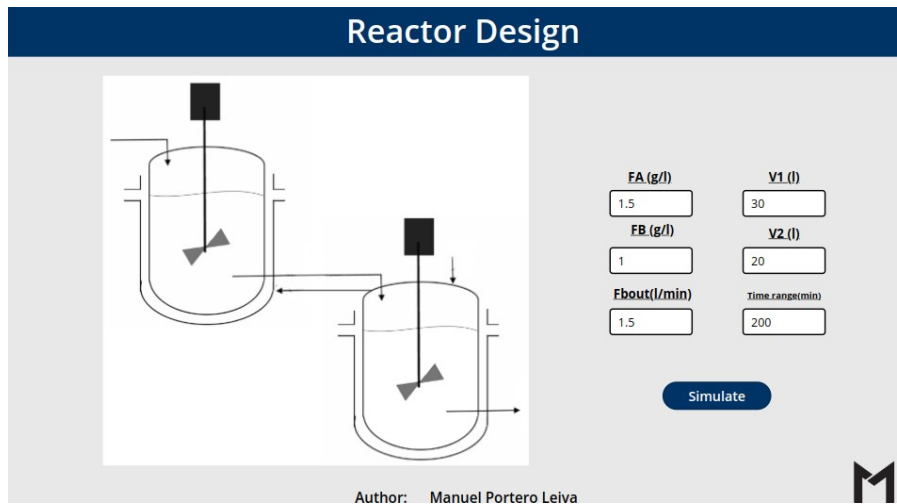 Reactor Design
FA (g/l)
V1 (l)
1.5
30
FB (g/l)
V2 (l)
1
20
Fbout(l/min)
Time range(min)
1.5
200
Simulate
Author: Manuel Portero Leiva